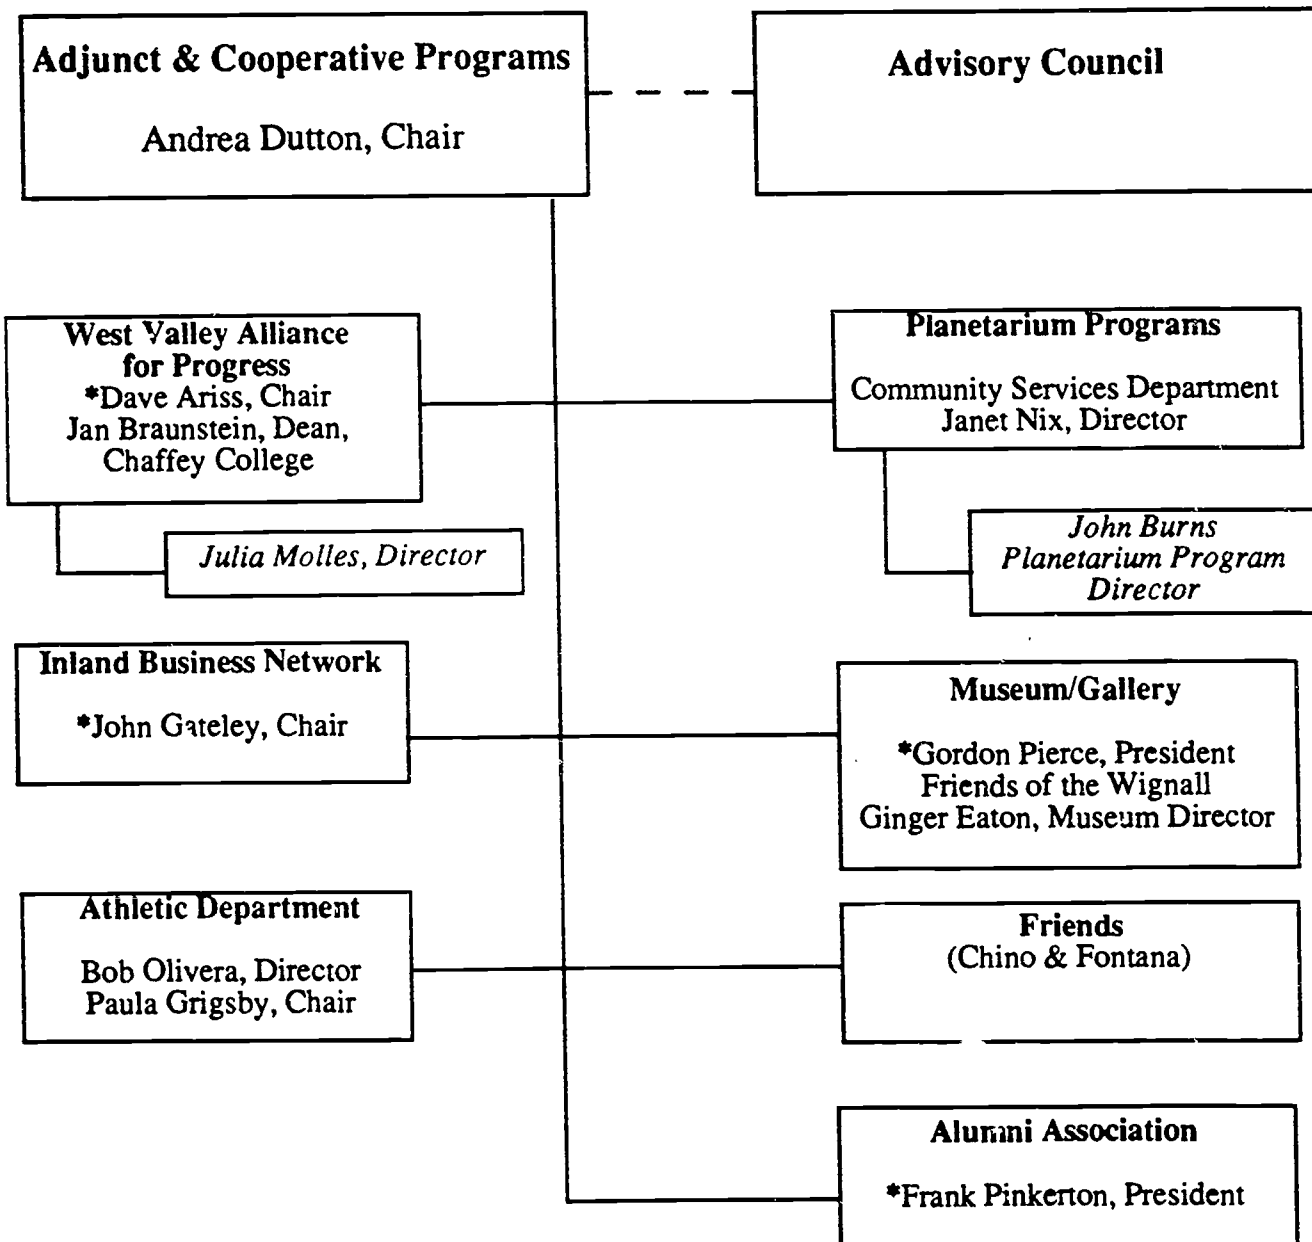 Adjunct & Cooperative Programs
Andrea Dutton, Chair
Advisory Council
West Valley Alliance
for Progress
*Dave Ariss, Chair
Jan Braunstein, Dean,
Chaffey College
Julia Molles, Director
Planetarium Programs
Community Services Department
Janet Nix, Director
John Burns
Planetarium Program
Director
Inland Business Network
*John Gateley, Chair
Museum/Gallery
*Gordon Pierce, President
Friends of the Wignall
Ginger Eaton, Museum Director
Athletic Department
Bob Olivera, Director
Paula Grigsby, Chair
Friends
(Chino & Fontana)
Alumni Association
*Frank Pinkerton, President